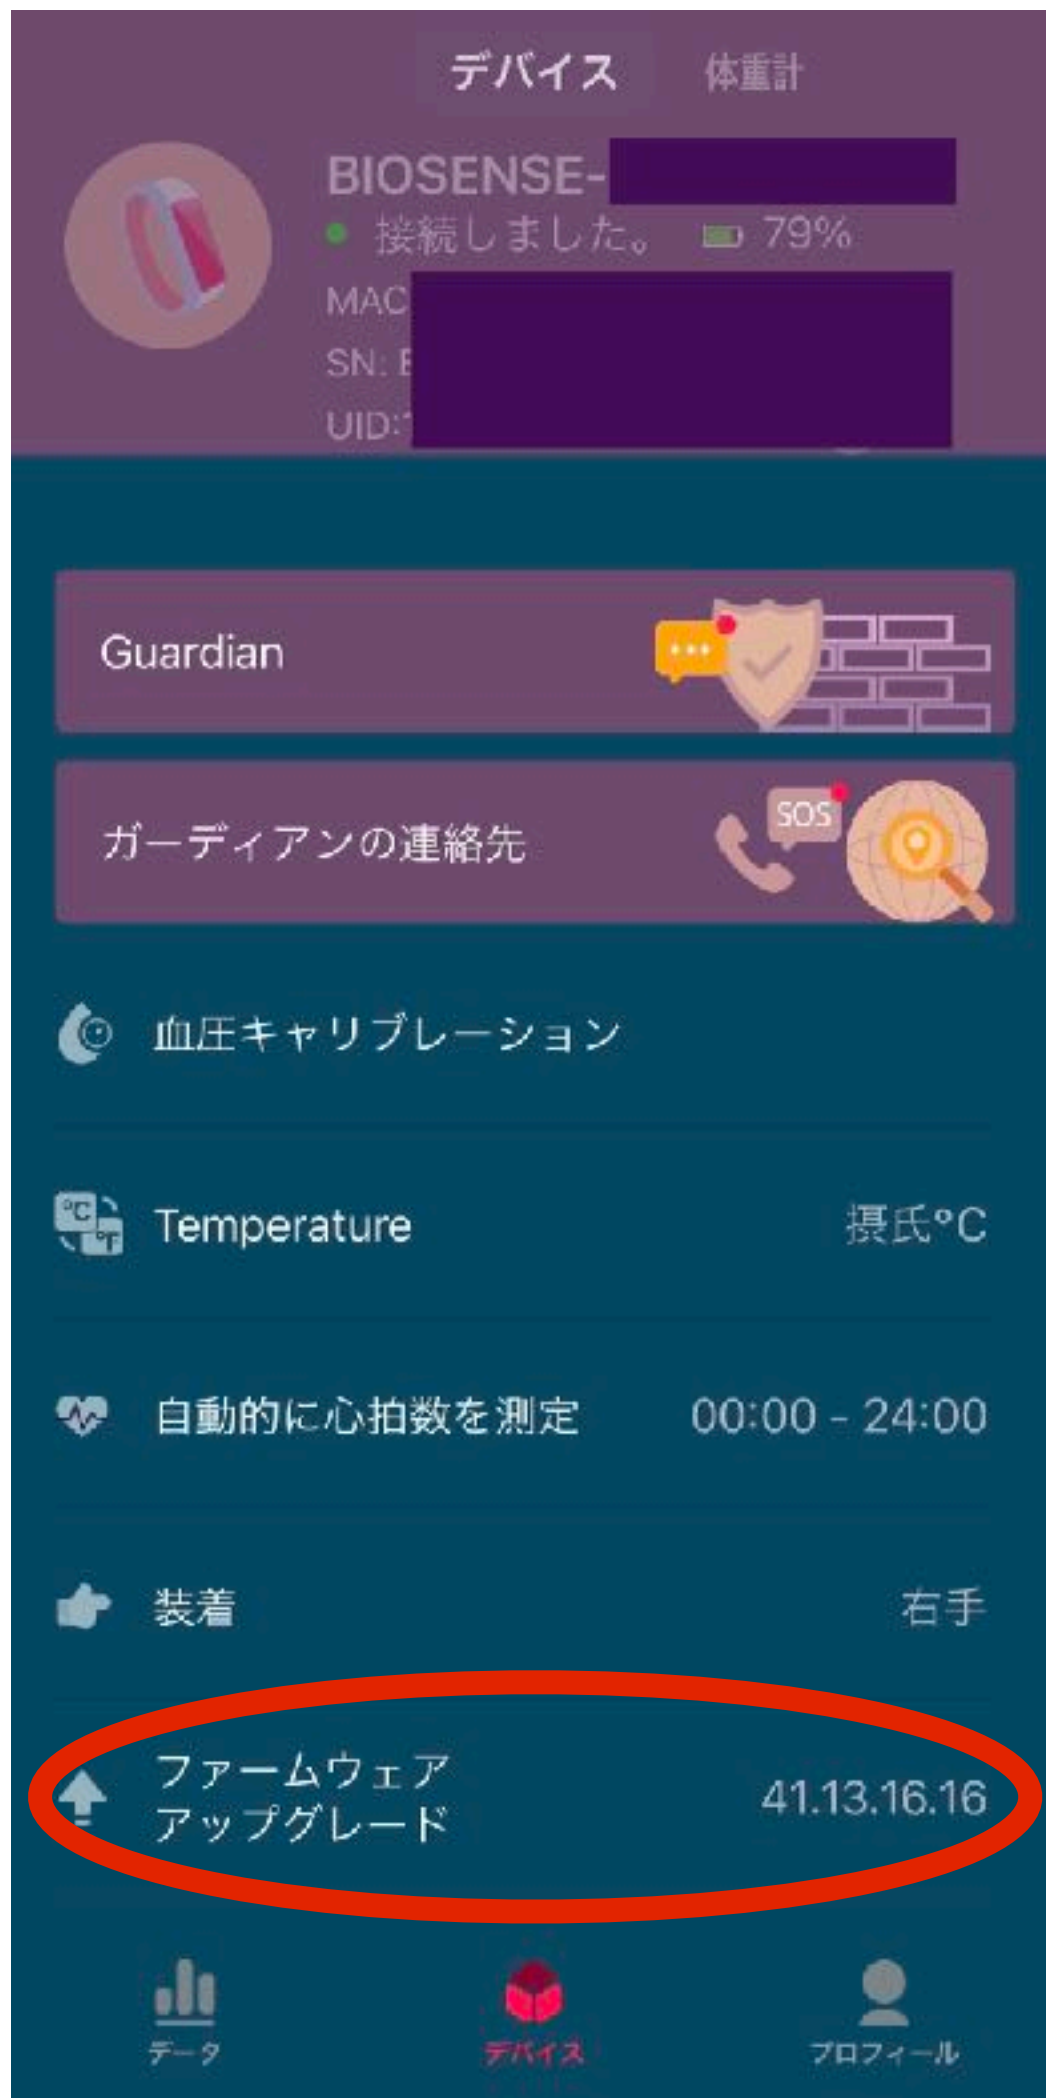 デバイス 体重計
BIOSENSE-
接続しました。 79%
MAC
SN:
UID:
Guardian
ガーディアンの連絡先
SOS
血圧キャリブレーション
°C
°F
Temperature 摂氏°C
自動的に心拍数を測定 00:00 - 24:00
装着 右手
ファームウェア
アップグレード 41.13.16.16
データ デバイス プロフィール